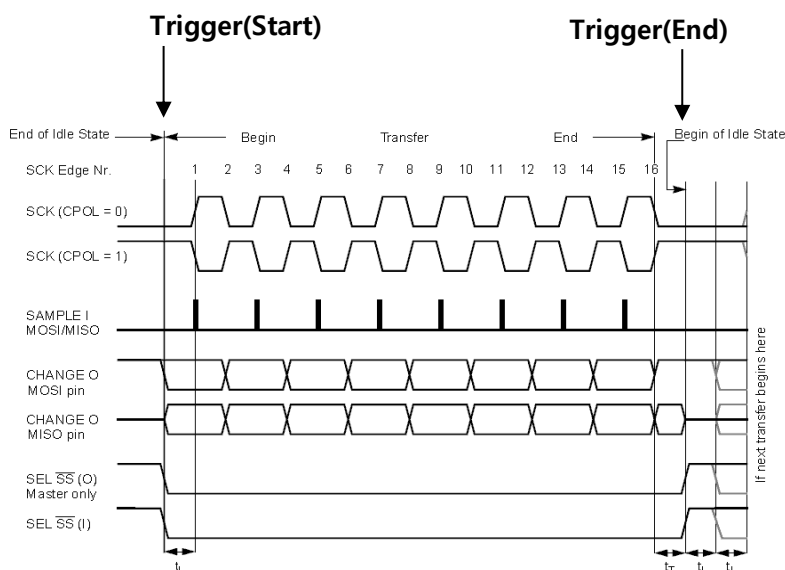 Trigger(Start)
Trigger(End)
End of Idle State
Begin
Transfer
End
Begin of Idle State
SCK Edge Nr.
1 2 3 4 5 6 7 8 9 10 11 12 13 14 15 16
SCK (CPOL = 0)
SCK (CPOL = 1)
SAMPLE I
MOSI/MISO
CHANGE O
MOSI pin
CHANGE O
MISO pin
SEL SS (O)
Master only
SEL SS (I)
If next transfer begins here